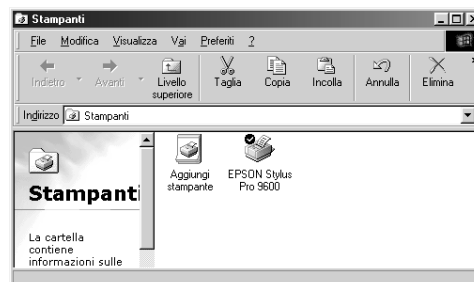 Stampanti
File Modifica Visualizza Vai Preferiti ?
Indietro Avanti Livello superiore Taglia Copia Incolla Annulla Elimina
Indirizzo Stampanti
Aggiungi stampante
EPSON Stylus Pro 9600
Stampanti
La cartella
contiene
informazioni sulle